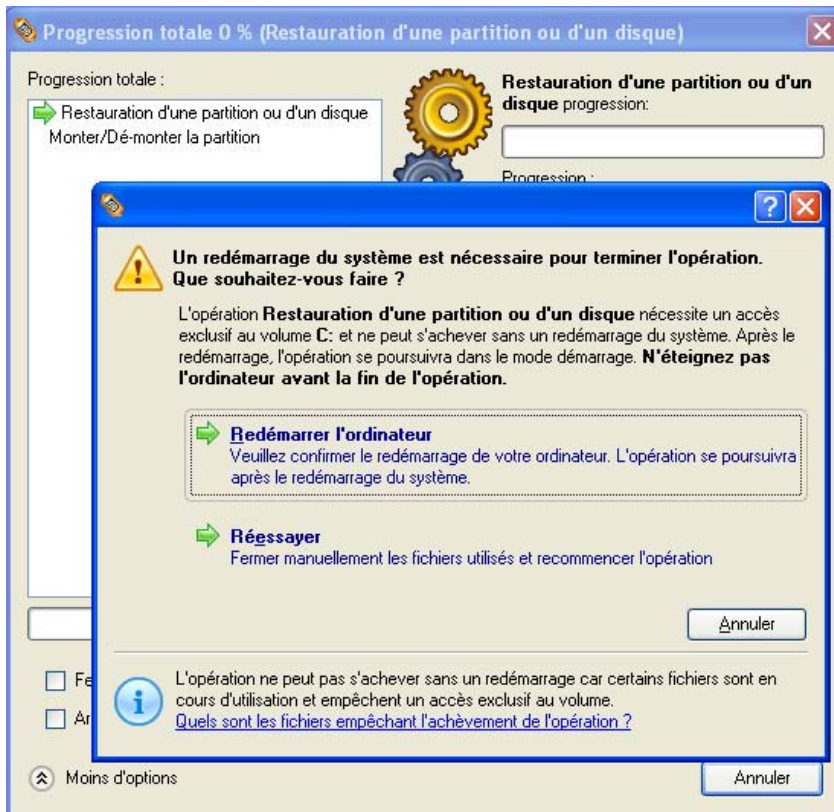 Progression totale 0 % (Restauration d'une partition ou d'un disque)
Progression totale :
Restauration d'une partition ou d'un disque
Monter/Dé-monter la partition
Restauration d'une partition ou d'un
disque progression:
Progression :
Un redémarrage du système est nécessaire pour terminer l'opération.
Que souhaitez-vous faire ?
L'opération Restauration d'une partition ou d'un disque nécessite un accès
exclusif au volume C: et ne peut s'achever sans un redémarrage du système. Après le
redémarrage, l'opération se poursuivra dans le mode démarrage. N'éteignez pas
l'ordinateur avant la fin de l'opération.
Redémarrer l'ordinateur
Veuillez confirmer le redémarrage de votre ordinateur. L'opération se poursuivra
après le redémarrage du système.
Réessayer
Fermer manuellement les fichiers utilisés et recommencer l'opération
Annuler
L'opération ne peut pas s'achever sans un redémarrage car certains fichiers sont en
cours d'utilisation et empêchent un accès exclusif au volume.
Quels sont les fichiers empêchant l'achèvement de l'opération ?
Fe
Ar
Moins d'options
Annuler